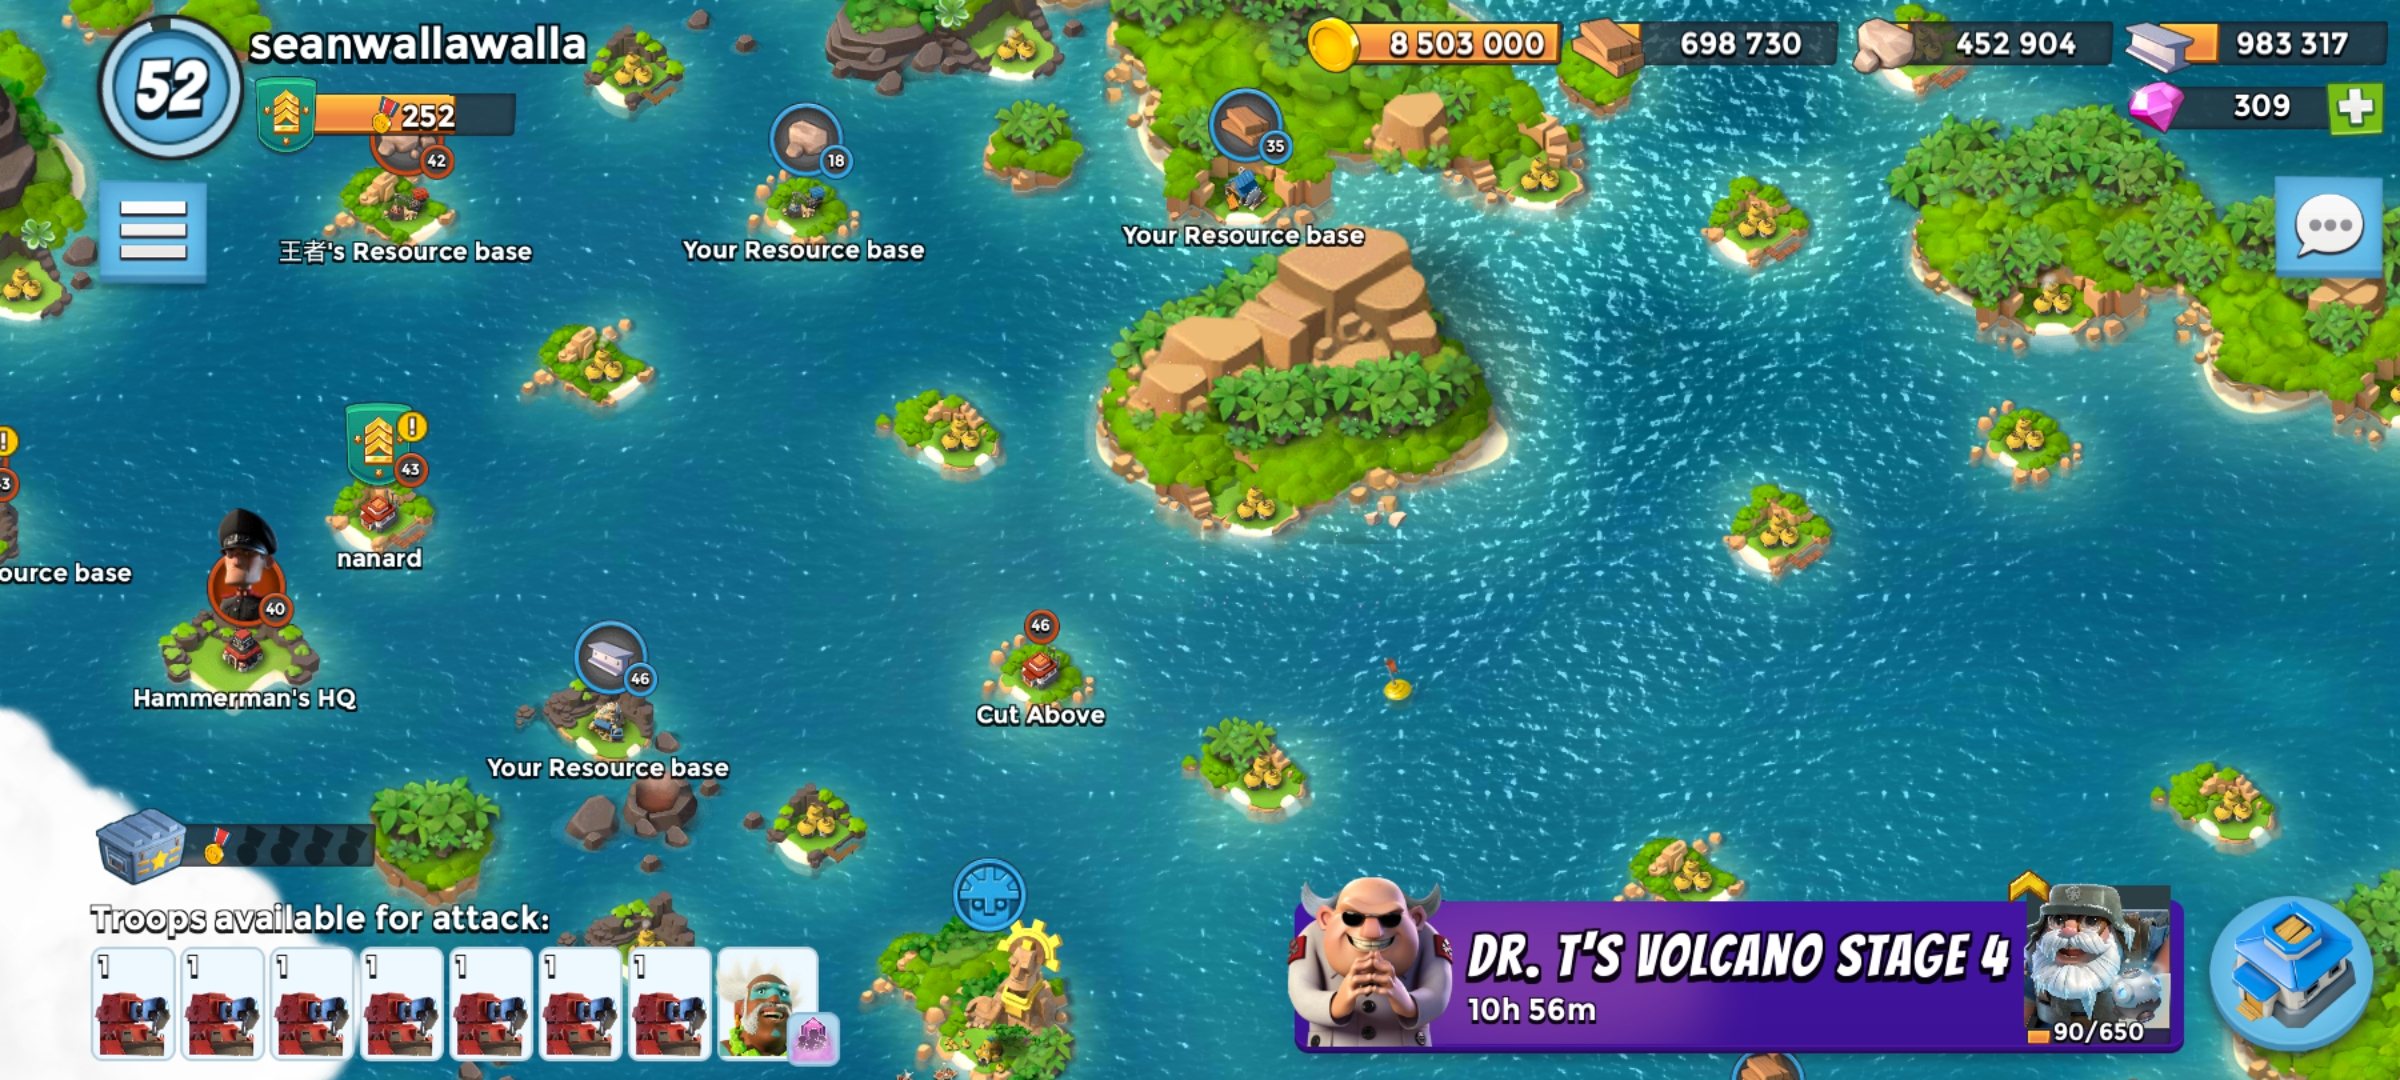 52
seanwallawalla
252
8 503 000
698 730
452 904
983 317
309
42
王者's Resource base
18
Your Resource base
35
Your Resource base
!
43
nanard
!
3
ource base
40
Hammerman's HQ
46
Your Resource base
46
Cut Above
Troops available for attack:
1
1
1
1
1
1
1
DR. T'S VOLCANO STAGE 4
10h 56m
90/650